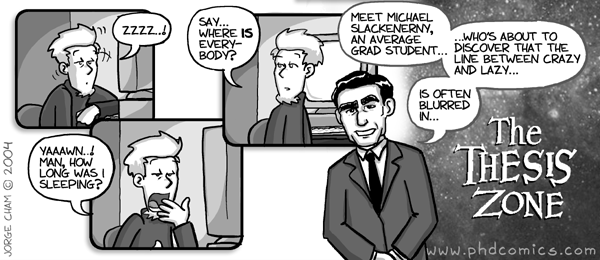 ZZZZ...!
YAAAWN..!
MAN, HOW
LONG WAS I
SLEEPING?
SAY...
WHERE IS
EVERY-
BODY?
MEET MICHAEL
SLACKENERNY,
AN AVERAGE
GRAD STUDENT...
...WHO'S ABOUT TO
DISCOVER THAT THE
LINE BETWEEN CRAZY
AND LAZY...
IS OFTEN
BLURRED
IN...
The
THESIS
ZONE
JORGE CHAM © 2004
www.phdcomics.com